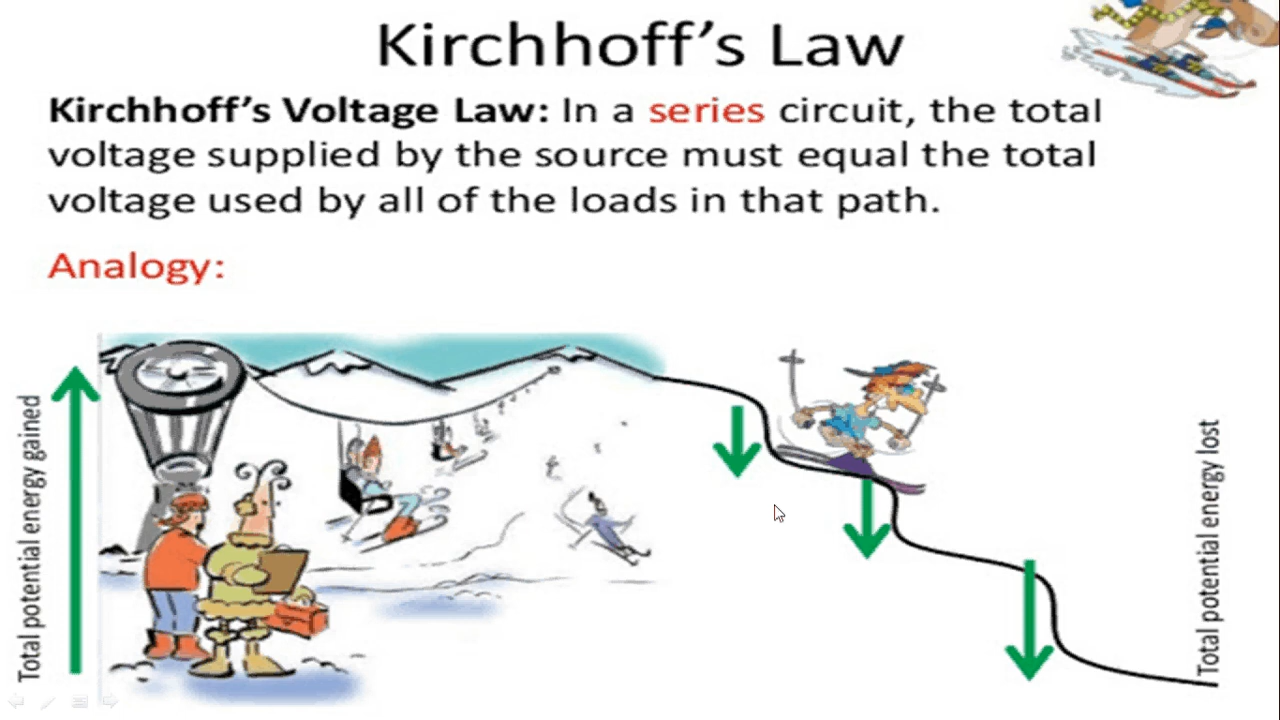 Kirchhoff's Law
Kirchhoff's Voltage Law: In a series circuit, the total
voltage supplied by the source must equal the total
voltage used by all of the loads in that path.
Analogy:
Total potential energy gained
Total potential energy lost